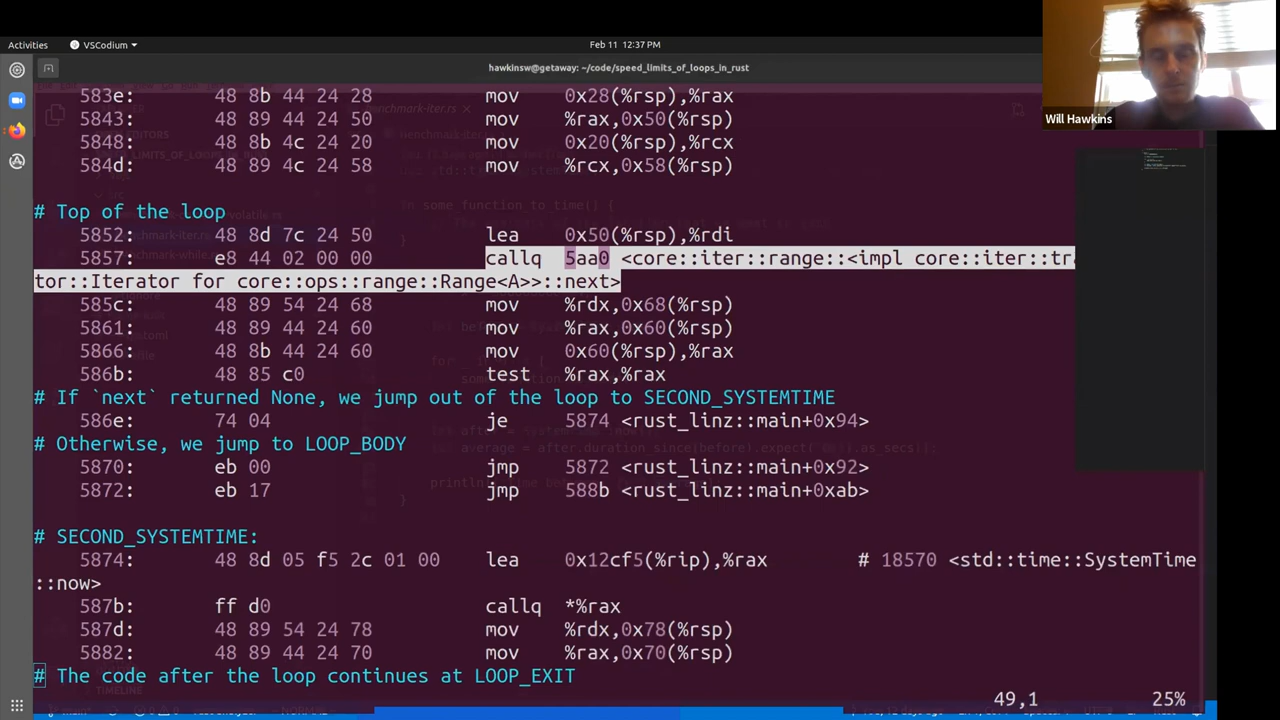 Activities VSCodium Feb 11 12:37 PM
hawkinsw@getaway: ~/code/speed_limits_of_loops_in_rust
Will Hawkins
583e: 48 8b 44 24 28 mov 0x28(%rsp),%rax
5843: 48 89 44 24 50 mov %rax,0x50(%rsp)
5848: 48 8b 4c 24 20 mov 0x20(%rsp),%rcx
584d: 48 89 4c 24 58 mov %rcx,0x58(%rsp)
# Top of the loop
5852: 48 8d 7c 24 50 lea 0x50(%rsp),%rdi
5857: e8 44 02 00 00 callq 5aa0 <core::iter::range::<impl core::iter::tra
tor::Iterator for core::ops::range::Range<A>>::next>
585c: 48 89 54 24 68 mov %rdx,0x68(%rsp)
5861: 48 89 44 24 60 mov %rax,0x60(%rsp)
5866: 48 8b 44 24 60 mov 0x60(%rsp),%rax
586b: 48 85 c0 test %rax,%rax
# If `next` returned None, we jump out of the loop to SECOND_SYSTEMTIME
586e: 74 04 je 5874 <rust_linz::main+0x94>
# Otherwise, we jump to LOOP_BODY
5870: eb 00 jmp 5872 <rust_linz::main+0x92>
5872: eb 17 jmp 588b <rust_linz::main+0xab>
# SECOND_SYSTEMTIME:
5874: 48 8d 05 f5 2c 01 00 lea 0x12cf5(%rip),%rax # 18570 <std::time::SystemTime
::now>
587b: ff d0 callq *%rax
587d: 48 89 54 24 78 mov %rdx,0x78(%rsp)
5882: 48 89 44 24 70 mov %rax,0x70(%rsp)
# The code after the loop continues at LOOP_EXIT
49,1 25%